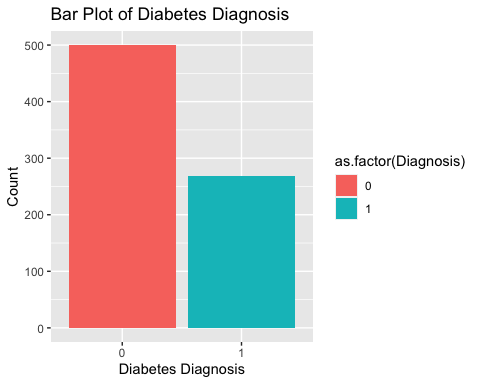 Bar Plot of Diabetes Diagnosis
500
400
300
200
100
0
Count
0 1
Diabetes Diagnosis
as.factor(Diagnosis)
0
1